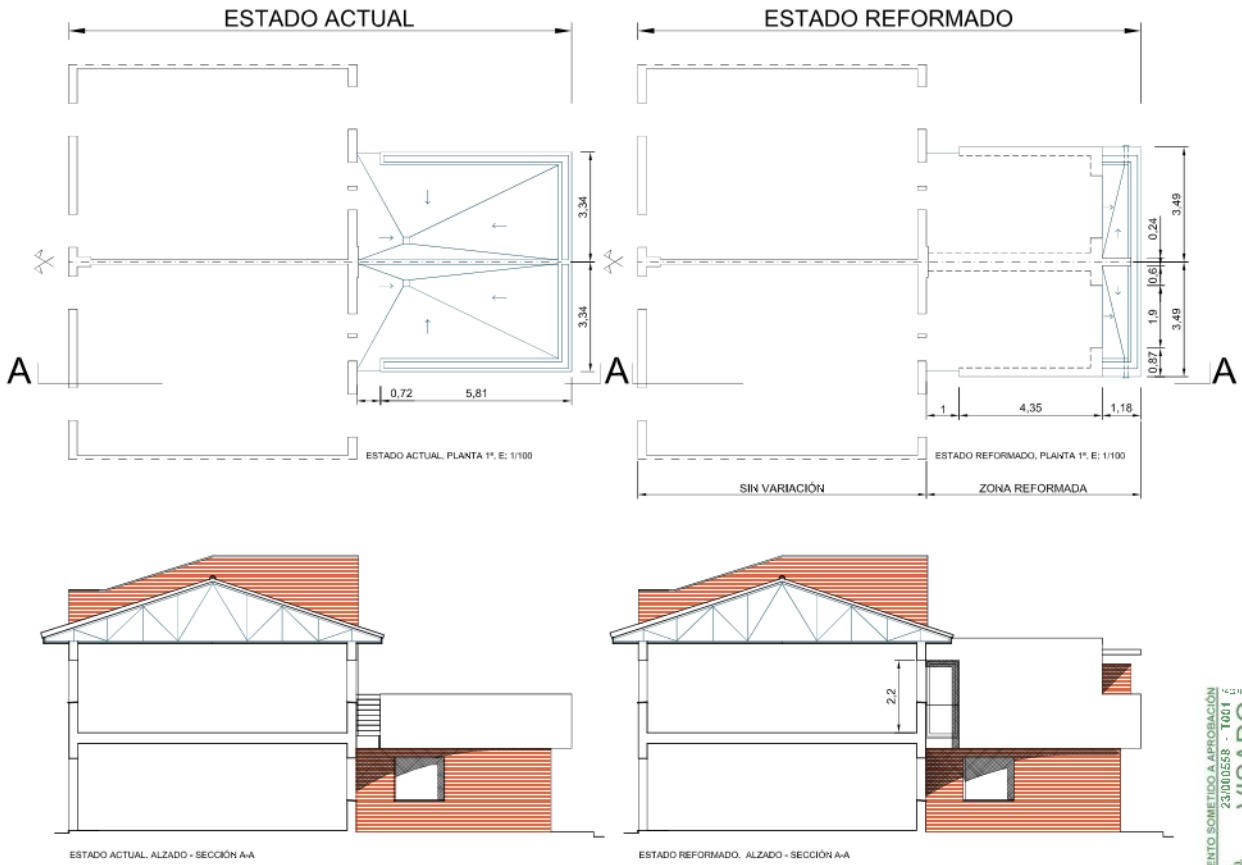 ESTADO ACTUAL
ESTADO REFORMADO
3,34
3,34
0,72
5,81
A
A
ESTADO ACTUAL, PLANTA 1ª. E: 1/100
3,49
0,24
0,6
1,9
3,49
0,87
1
4,35
1,18
A
ESTADO REFORMADO, PLANTA 1ª. E: 1/100
SIN VARIACIÓN
ZONA REFORMADA
2,2
ESTADO ACTUAL. ALZADO - SECCIÓN A-A
ESTADO REFORMADO. ALZADO - SECCIÓN A-A
SOMETIDO A APROBACIÓN
23/000558 - T001